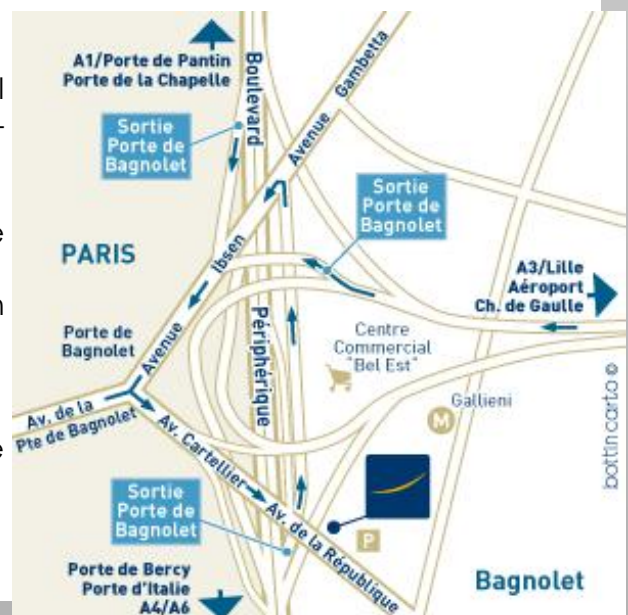 A1/Porte de Pantin
Porte de la Chapelle
Boulevard
Avenue Gambetta
Sortie
Porte de
Bagnolet
Sortie
Porte de
Bagnolet
PARIS
Ibsen
A3/Lille
Aéroport
Ch. de Gaulle
Porte de
Bagnolet
Avenue
Périphérique
Centre
Commercial
"Bel Est"
Gallieni
M
Av. de la
Pte de Bagnolet
Av. Cartellier
Sortie
Porte de
Bagnolet
Av. de la République
P
Porte de Bercy
Porte d'Italie
A4/A6
Bagnolet
bottin carto ©